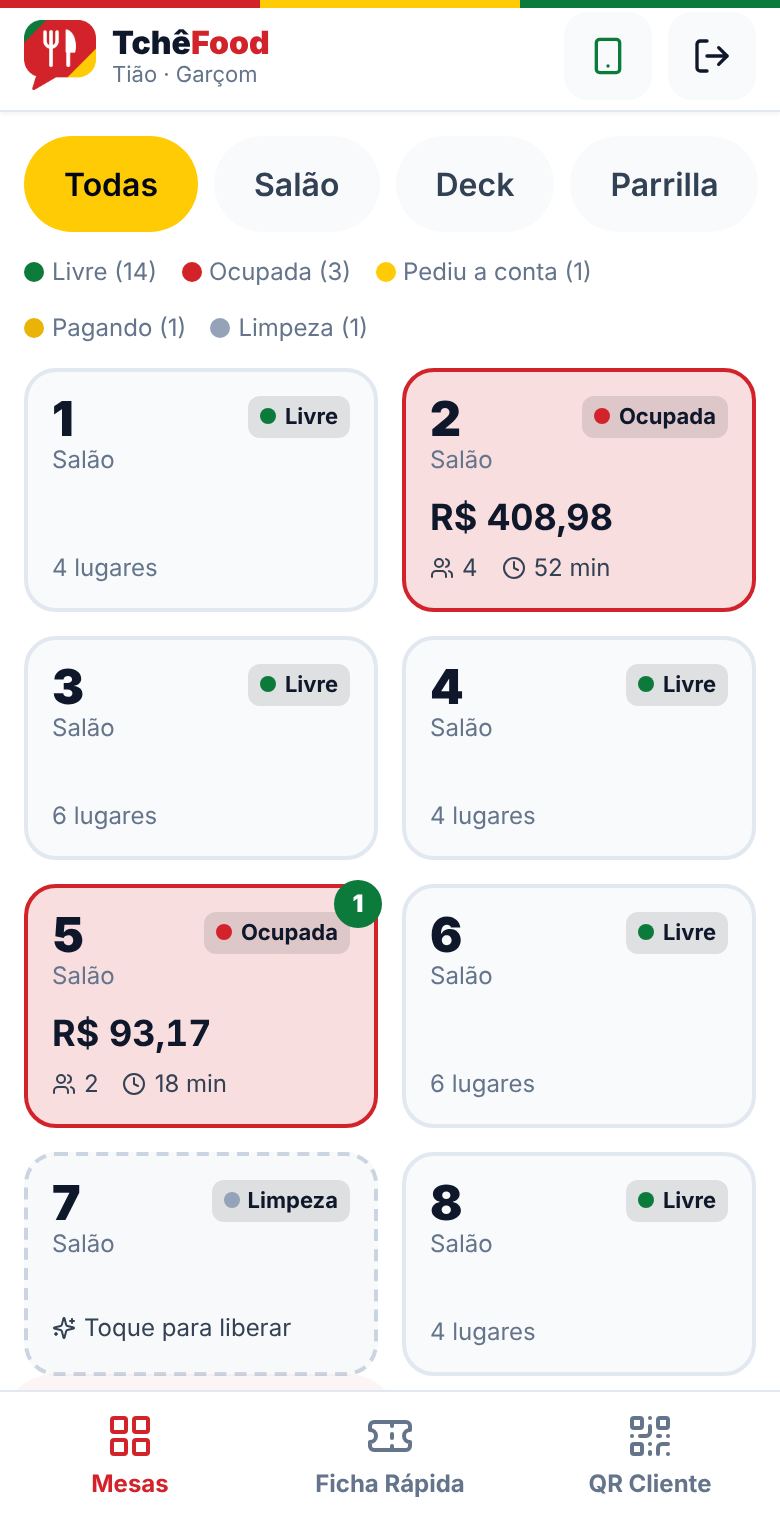 TchêFood
Tião · Garçom
Todas
Salão
Deck
Parrilla
Livre (14)
Ocupada (3)
Pediu a conta (1)
Pagando (1)
Limpeza (1)
1
Livre
Salão
4 lugares
2
Ocupada
Salão
R$ 408,98
4
52 min
3
Livre
Salão
6 lugares
4
Livre
Salão
4 lugares
1
5
Ocupada
Salão
R$ 93,17
2
18 min
6
Livre
Salão
6 lugares
7
Limpeza
Salão
Toque para liberar
8
Livre
Salão
4 lugares
Mesas
Ficha Rápida
QR Cliente